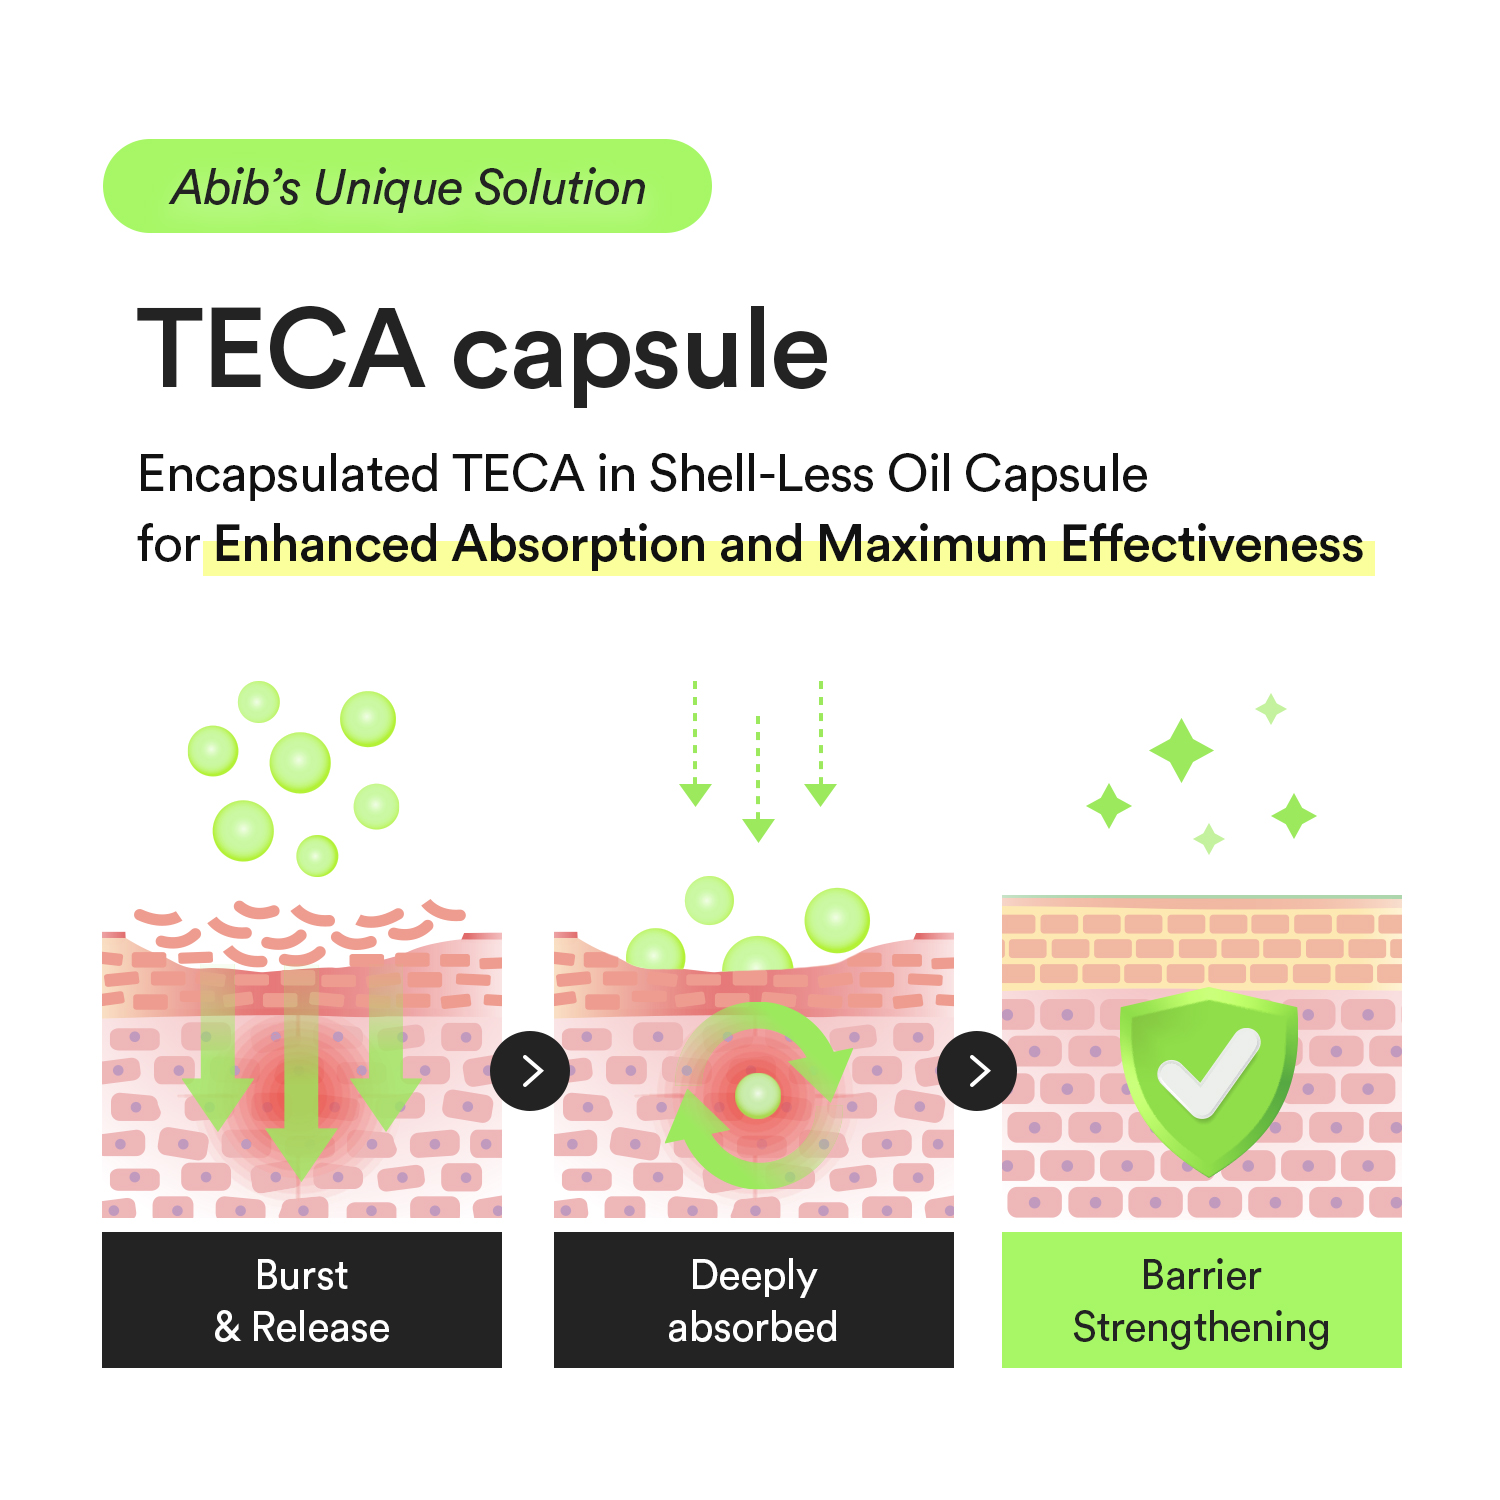 Abib’s Unique Solution
TECA capsule
Encapsulated TECA in Shell-Less Oil Capsule
for Enhanced Absorption and Maximum Effectiveness
Burst
& Release
Deeply
absorbed
Barrier
Strengthening